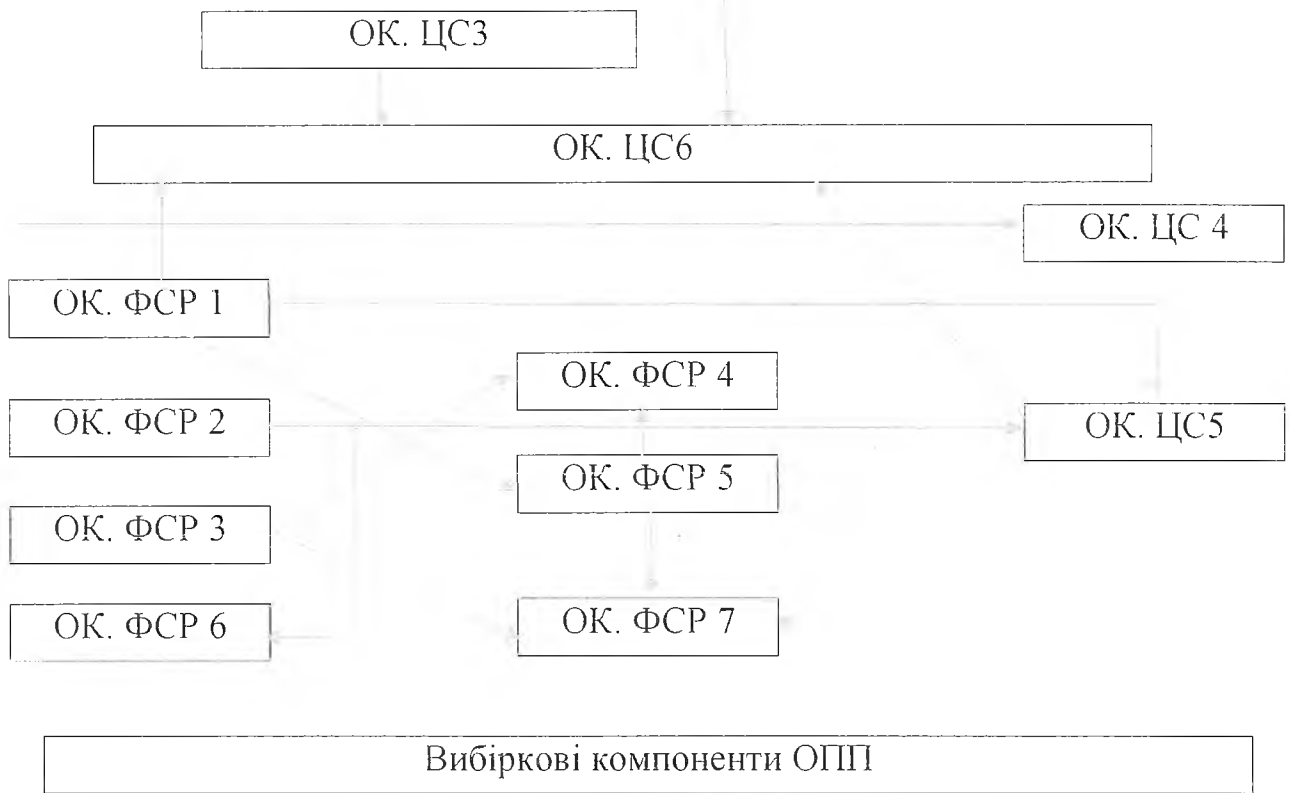 ОК. ЦС3
ОК. ЦС6
ОК. ЦС 4
ОК. ФСР 1
ОК. ФСР 4
ОК. ФСР 2
ОК. ЦС5
ОК. ФСР 5
ОК. ФСР 3
ОК. ФСР 6
ОК. ФСР 7
Вибіркові компоненти ОПП